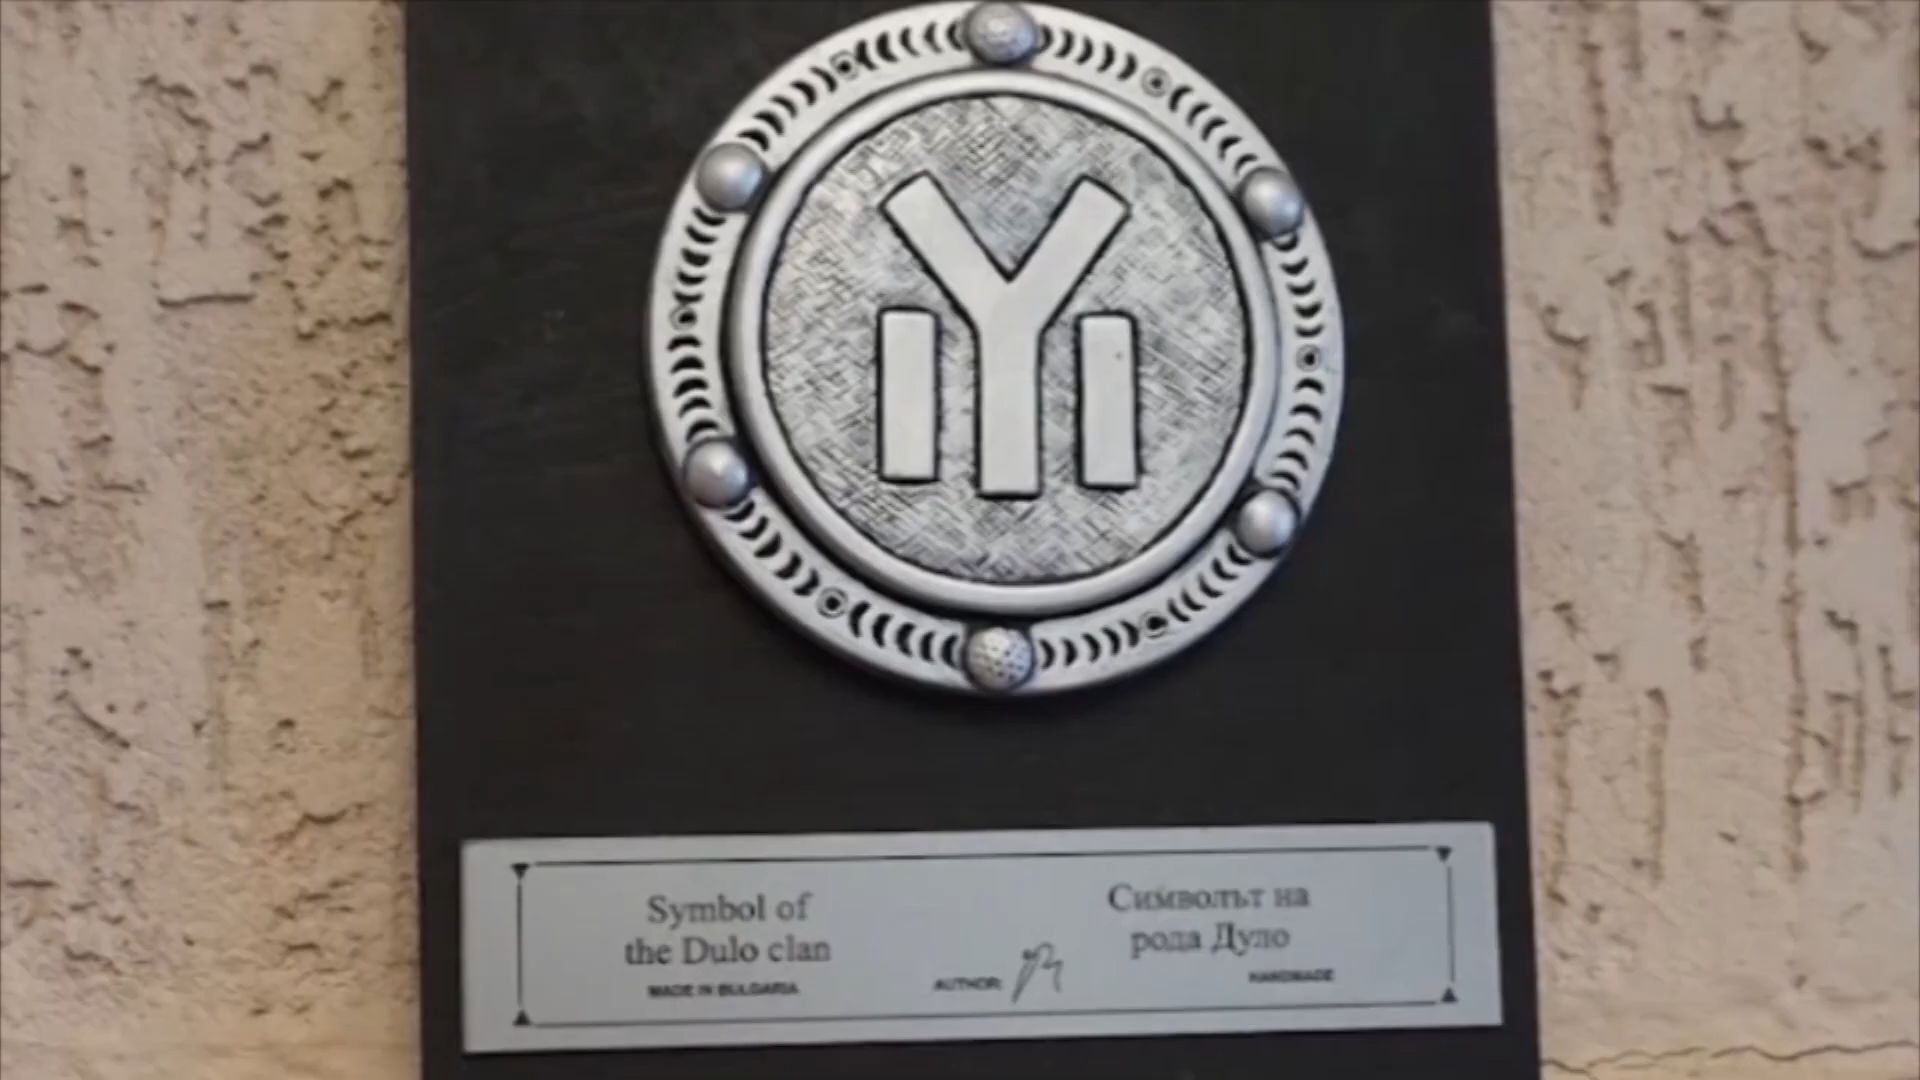 Symbol of
the Dulo clan
MADE IN BULGARIA
AUTHOR:
Символът на
рода Дуло
HANDMADE